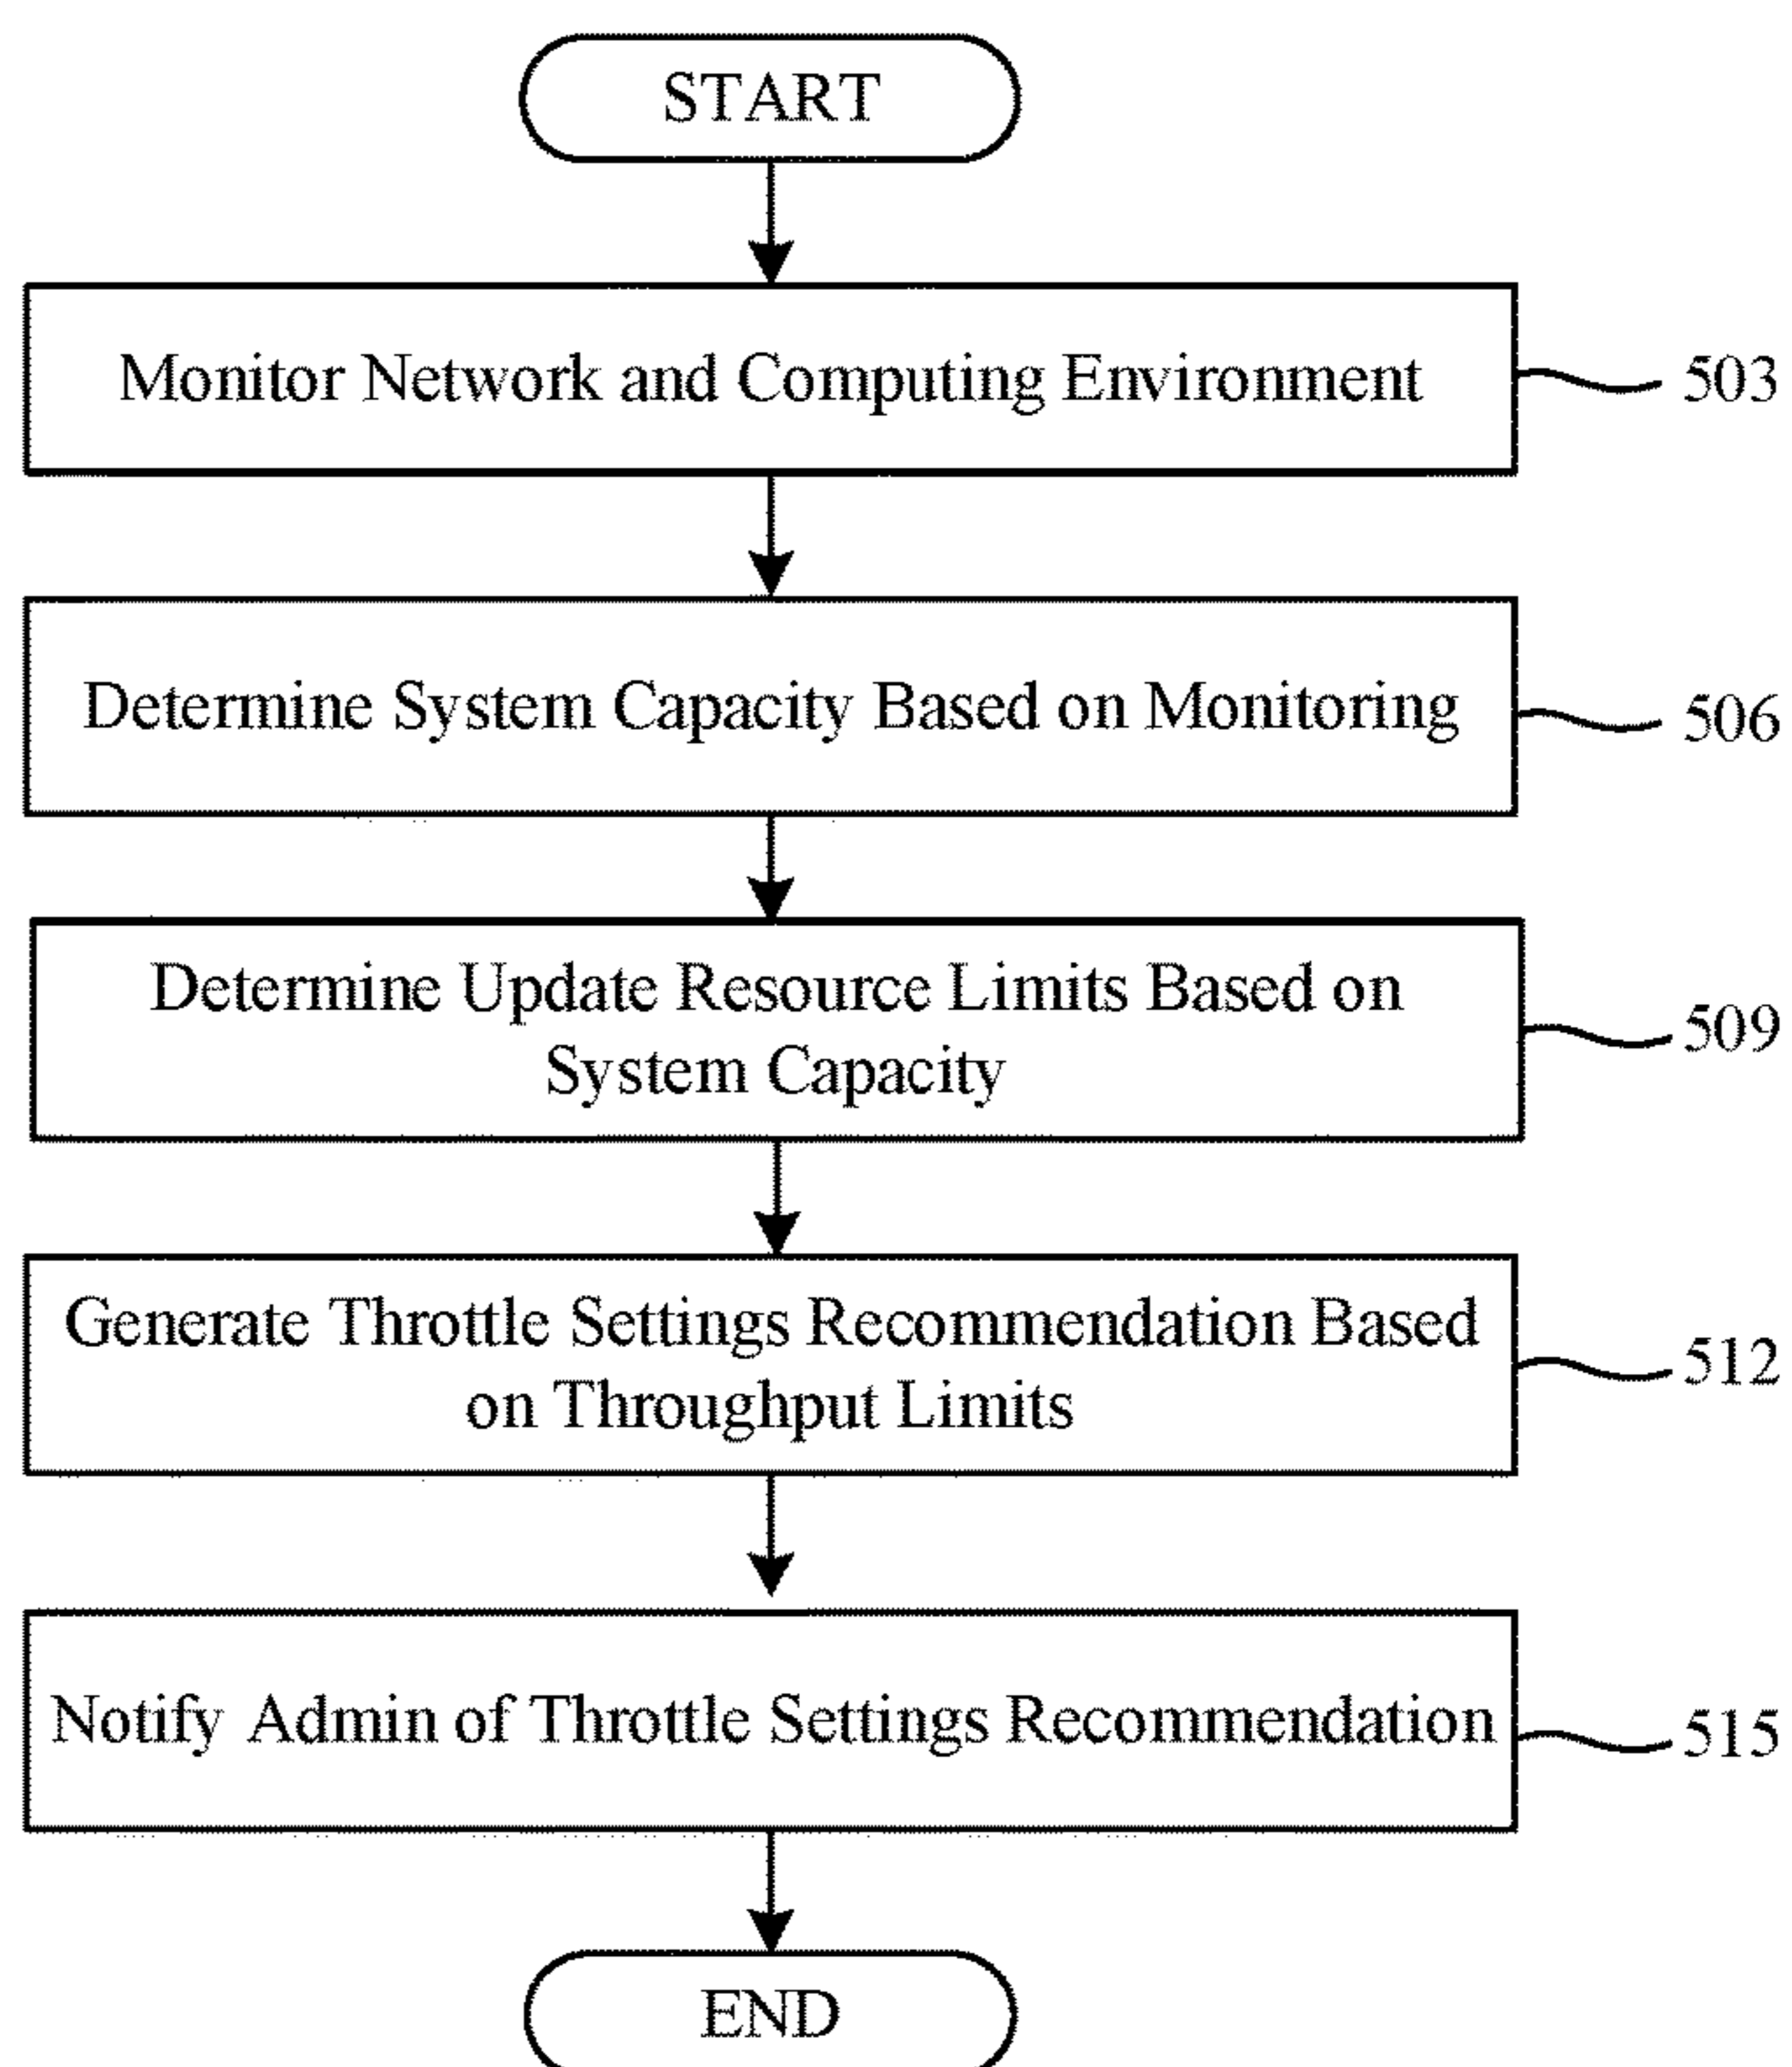 START
Monitor Network and Computing Environment
503
Determine System Capacity Based on Monitoring
506
Determine Update Resource Limits Based on
System Capacity
509
Generate Throttle Settings Recommendation Based
on Throughput Limits
512
Notify Admin of Throttle Settings Recommendation
515
END